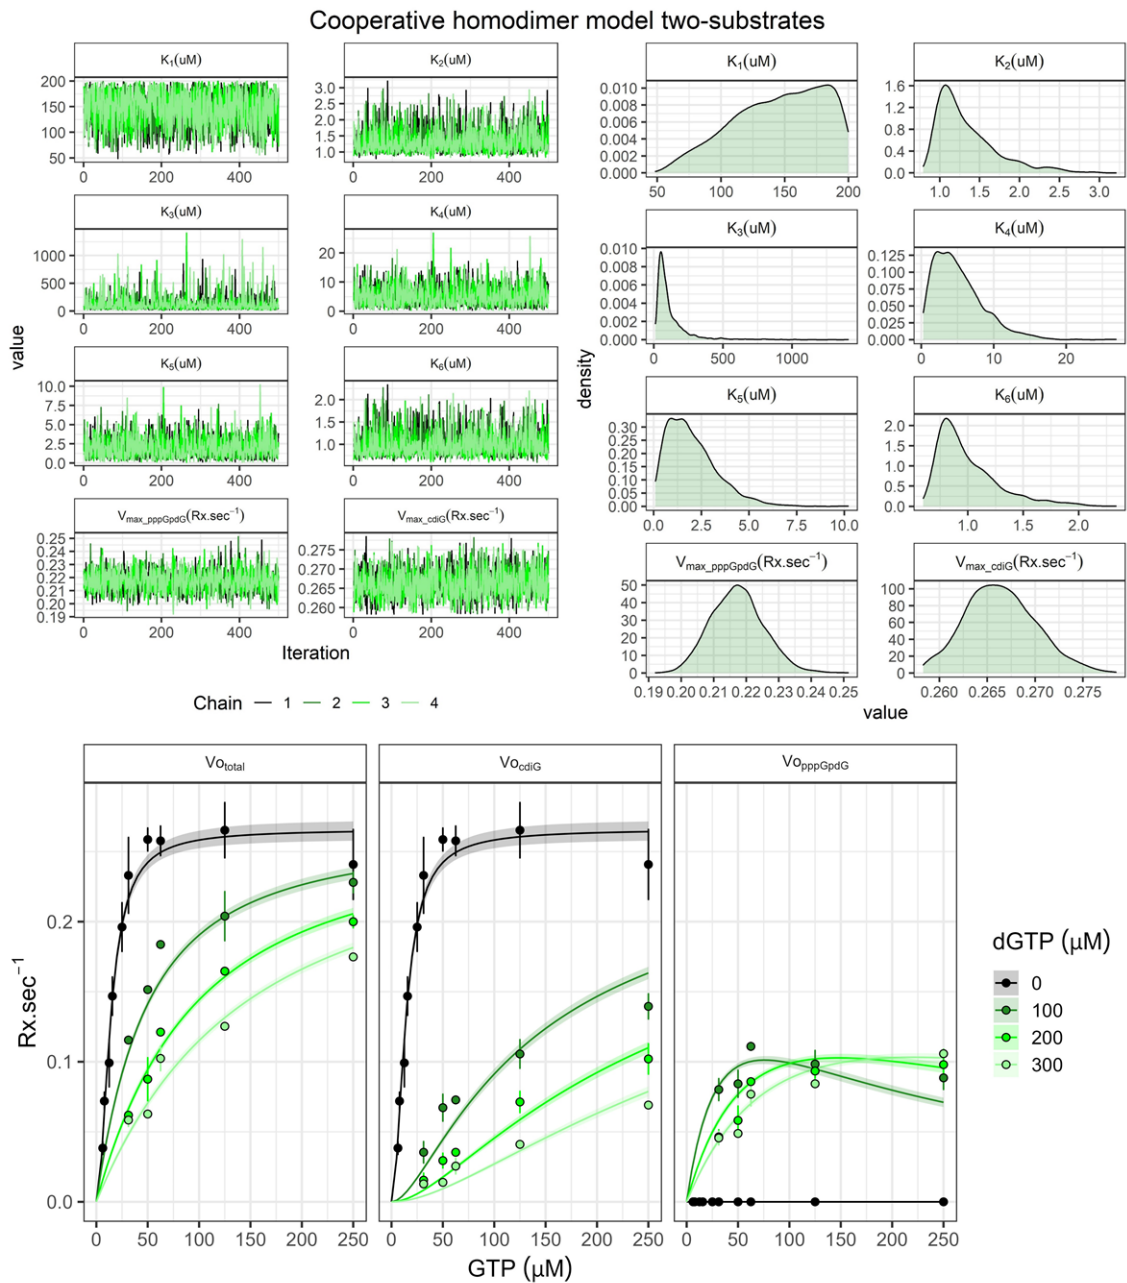 Cooperative homodimer model two-substrates
K1(uM)
200
150
100
50
0 200 400
K2(uM)
3.0
2.5
2.0
1.5
1.0
0 200 400
K3(uM)
1000
500
0
0 200 400
K4(uM)
20
10
0
0 200 400
K5(uM)
10.0
7.5
5.0
2.5
0.0
0 200 400
K6(uM)
2.0
1.5
1.0
0 200 400
Vmax_pppGpdG(Rx.sec−1)
0.25
0.24
0.23
0.22
0.21
0.20
0.19
0 200 400
Vmax_cdiG(Rx.sec−1)
0.275
0.270
0.265
0.260
0 200 400
value
Iteration
Chain 1 2 3 4
K1(uM)
0.010
0.008
0.006
0.004
0.002
0.000
50 100 150 200
K2(uM)
1.6
1.2
0.8
0.4
0.0
1.0 1.5 2.0 2.5 3.0
K3(uM)
0.010
0.008
0.006
0.004
0.002
0.000
0 500 1000
K4(uM)
0.125
0.100
0.075
0.050
0.025
0.000
0 10 20
K5(uM)
0.30
0.25
0.20
0.15
0.10
0.05
0.00
0.0 2.5 5.0 7.5 10.0
K6(uM)
2.0
1.5
1.0
0.5
0.0
1.0 1.5 2.0
Vmax_pppGpdG(Rx.sec−1)
50
40
30
20
10
0
0.19 0.20 0.21 0.22 0.23 0.24 0.25
Vmax_cdiG(Rx.sec−1)
100
80
60
40
20
0
0.260 0.265 0.270 0.275
density
value
Vototal
VocdiG
VopppGpdG
Rx.sec−1
0.2
0.1
0.0
0 50 100 150 200 250
0 50 100 150 200 250
0 50 100 150 200 250
GTP (μM)
dGTP (μM)
0
100
200
300